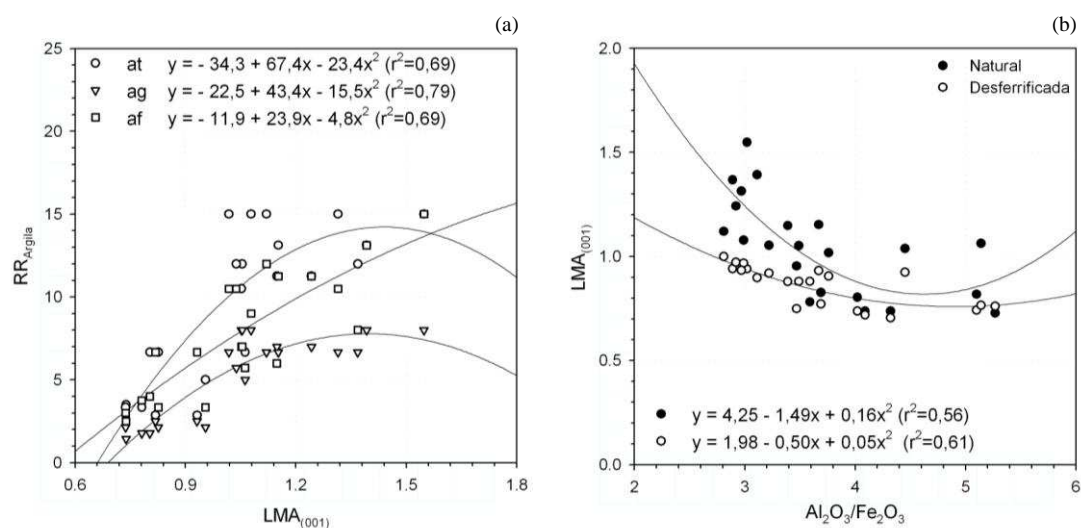 (a)
25
20
15
10
5
0
RR Argila
at y = - 34,3 + 67,4x - 23,4x² (r²=0,69)
ag y = - 22,5 + 43,4x - 15,5x² (r²=0,79)
af y = - 11,9 + 23,9x - 4,8x² (r²=0,69)
0.6 0.9 1.2 1.5 1.8
LMA(001)
(b)
2.0
1.5
1.0
0.5
0.0
LMA(001)
Natural
Desferrificada
y = 4,25 - 1,49x + 0,16x² (r²=0,56)
y = 1,98 - 0,50x + 0,05x² (r²=0,61)
2 3 4 5 6
Al₂O₃/Fe₂O₃